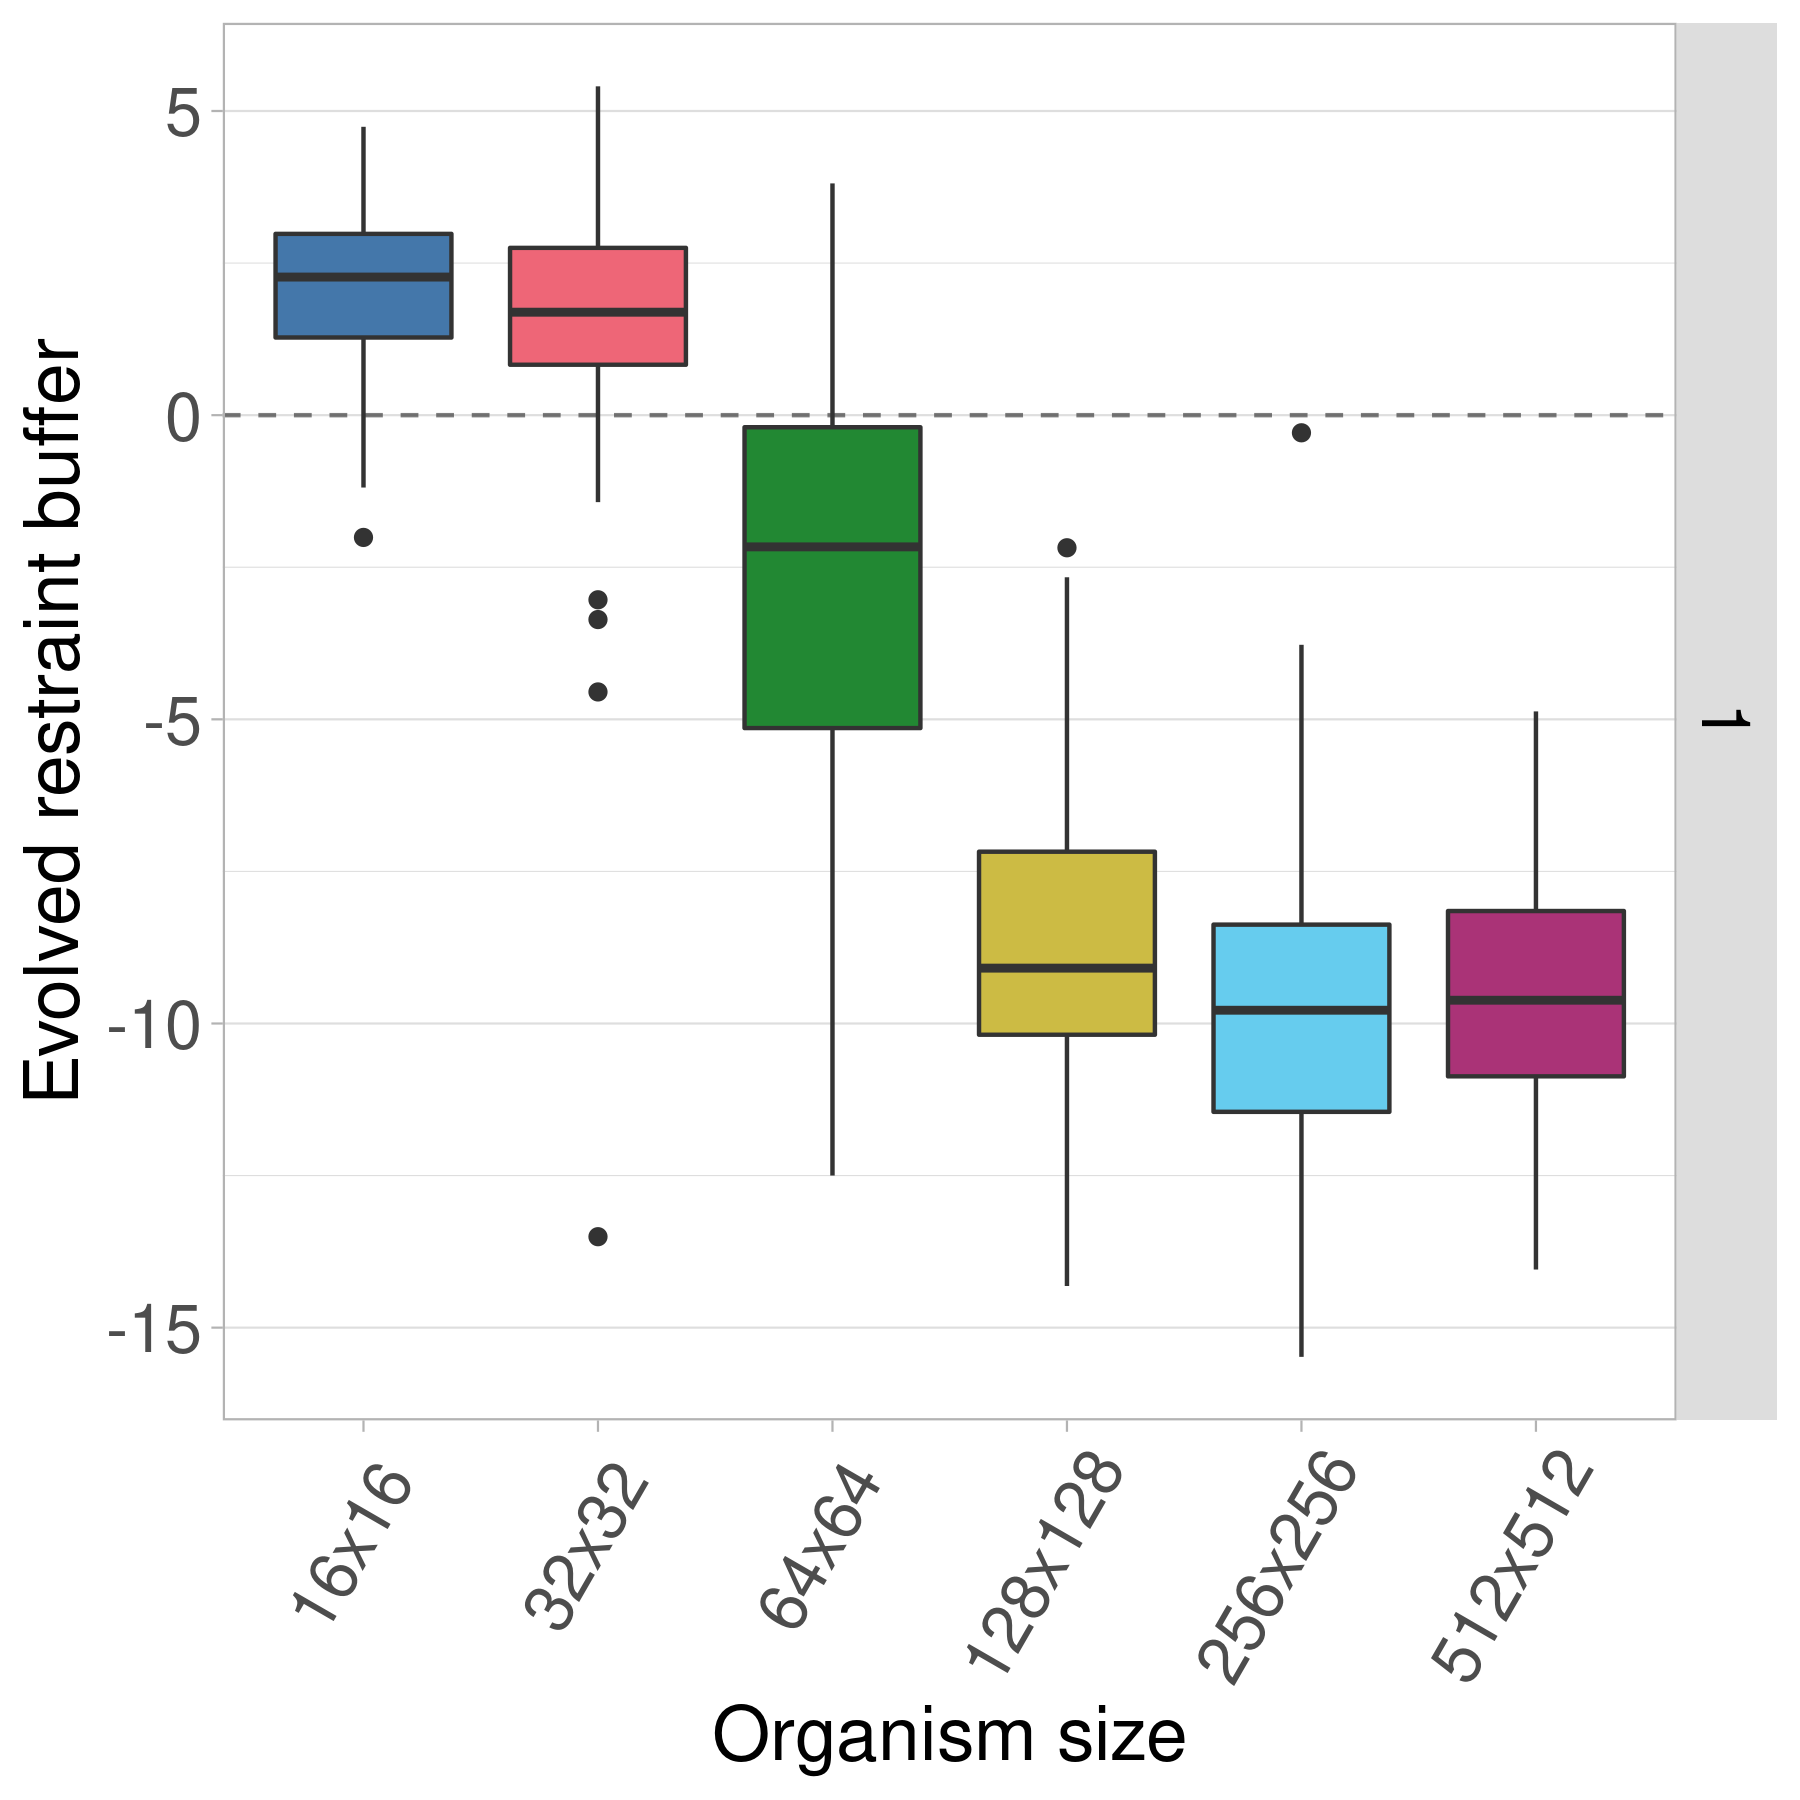 Evolved restraint buffer
5
0
-5
-10
-15
1
16x16
32x32
64x64
128x128
256x256
512x512
Organism size